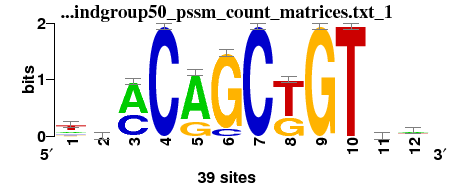 ...indgroup50_pssm_count_matrices.txt_1
2
bits
1
0
A C C A G G C C T G G T
5′ 1 2 3 4 5 6 7 8 9 10 11 12 3′
39 sites